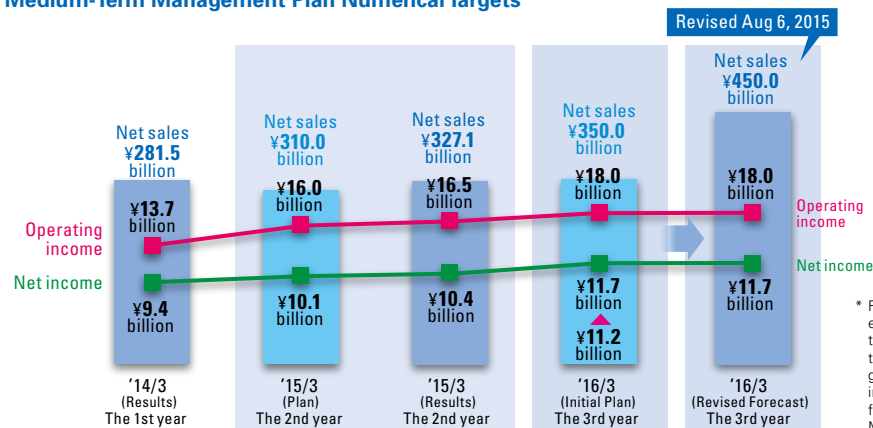 Medium-Term Management Plan Numerical Targets
Revised Aug 6, 2015
Net sales
¥281.5
billion
Net sales
¥310.0
billion
Net sales
¥327.1
billion
Net sales
¥350.0
billion
Net sales
¥450.0
billion
¥13.7
billion
¥16.0
billion
¥16.5
billion
¥18.0
billion
¥18.0
billion
Operating
income
Operating
income
Net income
Net income
¥9.4
billion
¥10.1
billion
¥10.4
billion
¥11.7
billion
¥11.2
billion
¥11.7
billion
*
'14/3
(Results)
The 1st year
'15/3
(Plan)
The 2nd year
'15/3
(Results)
The 2nd year
'16/3
(Initial Plan)
The 3rd year
'16/3
(Revised Forecast)
The 3rd year